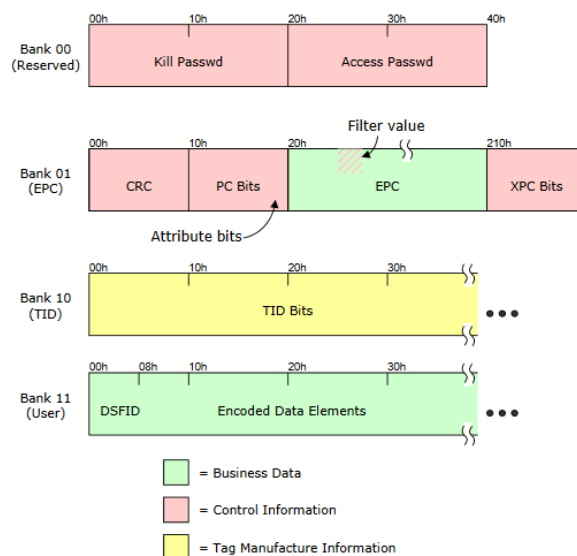 00h 20h 40h
Bank 00
(Reserved)
Kill Passwd Access Passwd
Filter value
00h 10h 20h 30h 210h
Bank 01
(EPC)
CRC PC Bits EPC XPC Bits
Attribute bits
00h 10h 20h 30h
Bank 10
(TID)
TID Bits
00h 08h 10h 20h 30h
Bank 11
(User)
DSFID Encoded Data Elements
= Business Data
= Control Information
= Tag Manufacture Information